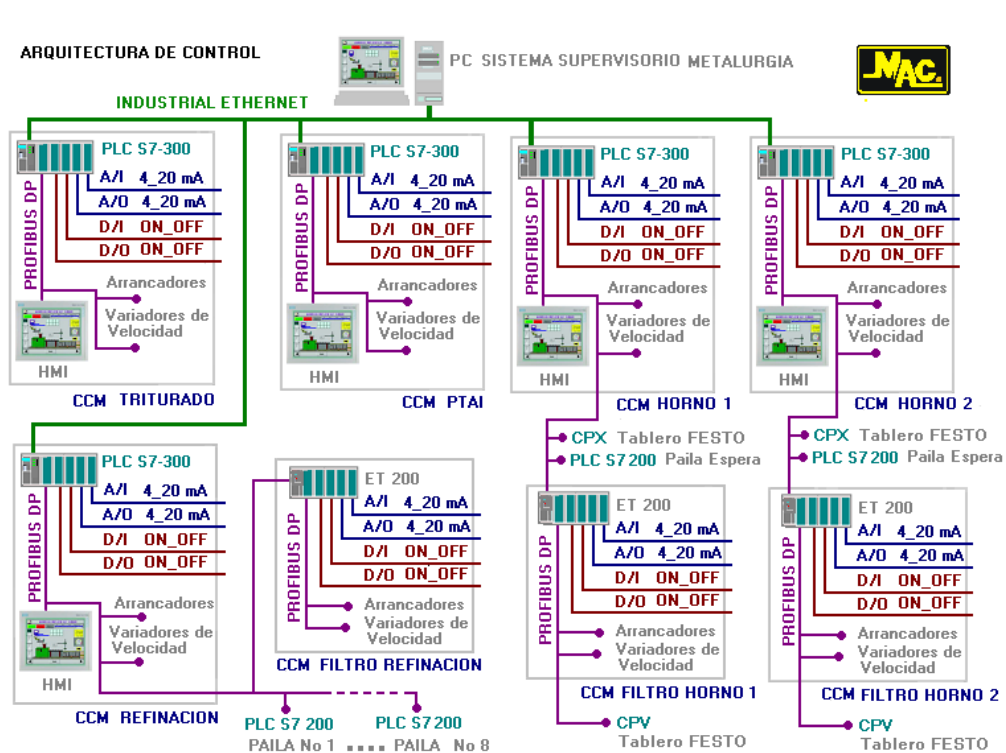 ARQUITECTURA DE CONTROL
PC SISTEMA SUPERVISORIO METALURGIA
MAC.
INDUSTRIAL ETHERNET
PLC S7-300
A/I 4_20 mA
A/O 4_20 mA
D/I ON_OFF
D/O ON_OFF
PROFIBUS DP
Arrancadores
Variadores de
Velocidad
HMI
CCM TRITURADO
PLC S7-300
A/I 4_20 mA
A/O 4_20 mA
D/I ON_OFF
D/O ON_OFF
PROFIBUS DP
Arrancadores
Variadores de
Velocidad
HMI
CCM PTAI
PLC S7-300
A/I 4_20 mA
A/O 4_20 mA
D/I ON_OFF
D/O ON_OFF
PROFIBUS DP
Arrancadores
Variadores de
Velocidad
HMI
CCM HORNO 1
PLC S7-300
A/I 4_20 mA
A/O 4_20 mA
D/I ON_OFF
D/O ON_OFF
PROFIBUS DP
Arrancadores
Variadores de
Velocidad
HMI
CCM HORNO 2
PLC S7-300
A/I 4_20 mA
A/O 4_20 mA
D/I ON_OFF
D/O ON_OFF
PROFIBUS DP
Arrancadores
Variadores de
Velocidad
HMI
CCM REFINACION
ET 200
A/I 4_20 mA
A/O 4_20 mA
D/I ON_OFF
D/O ON_OFF
PROFIBUS DP
Arrancadores
Variadores de
Velocidad
CCM FILTRO REFINACION
PLC S7 200
PLC S7 200
PAILA No 1 .... PAILA No 8
CPX Tablero FESTO
PLC S7 200 Paila Espera
ET 200
A/I 4_20 mA
A/O 4_20 mA
D/I ON_OFF
D/O ON_OFF
PROFIBUS DP
Arrancadores
Variadores de
Velocidad
CCM FILTRO HORNO 1
CPV
Tablero FESTO
CPX Tablero FESTO
PLC S7 200 Paila Espera
ET 200
A/I 4_20 mA
A/O 4_20 mA
D/I ON_OFF
D/O ON_OFF
PROFIBUS DP
Arrancadores
Variadores de
Velocidad
CCM FILTRO HORNO 2
CPV
Tablero FESTO